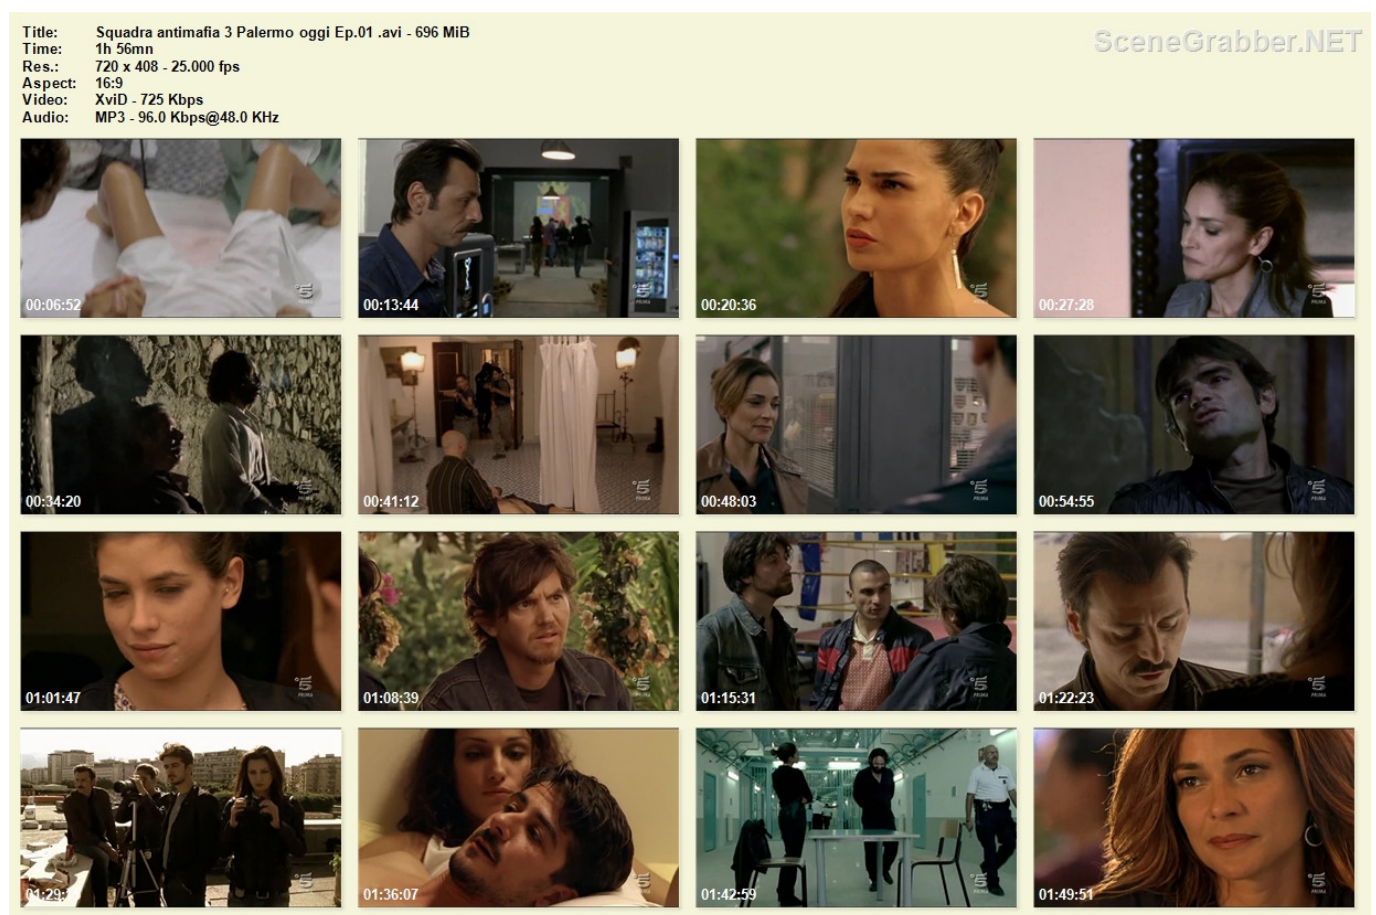 Title: Squadra antimafia 3 Palermo oggi Ep.01 .avi - 696 MiB
Time: 1h 56mn
Res.: 720 x 408 - 25.000 fps
Aspect: 16:9
Video: XviD - 725 Kbps
Audio: MP3 - 96.0 Kbps@48.0 KHz
SceneGrabber.NET
00:06:52
00:13:44
00:20:36
00:27:28
00:34:20
00:41:12
00:48:03
00:54:55
01:01:47
01:08:39
01:15:31
01:22:23
01:29:
01:36:07
01:42:59
01:49:51